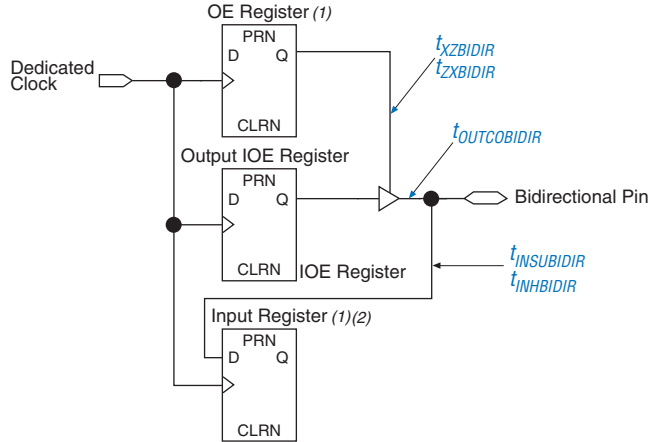 OE Register (1)
PRN
D Q
CLRN
Dedicated
Clock
tXZBIDIR
tZXBIDIR
tOUTCOBIDIR
Output IOE Register
PRN
D Q
CLRN
IOE Register
Bidirectional Pin
tINSUBIDIR
tINHBIDIR
Input Register (1)(2)
PRN
D Q
CLRN